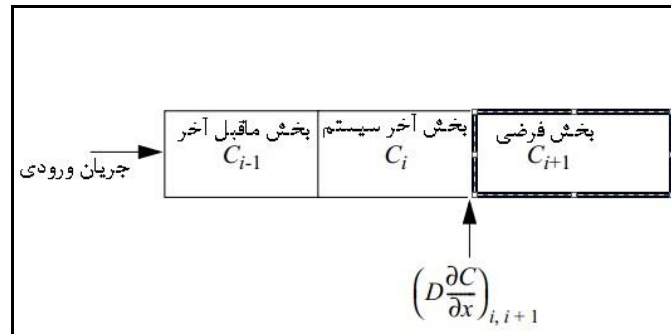 بخش ماقبل آخر
بخش آخر سیستم
بخش فرضی
C_{i-1}
C_i
C_{i+1}
جریان ورودی
(D ∂C/∂x)_{i, i + 1}